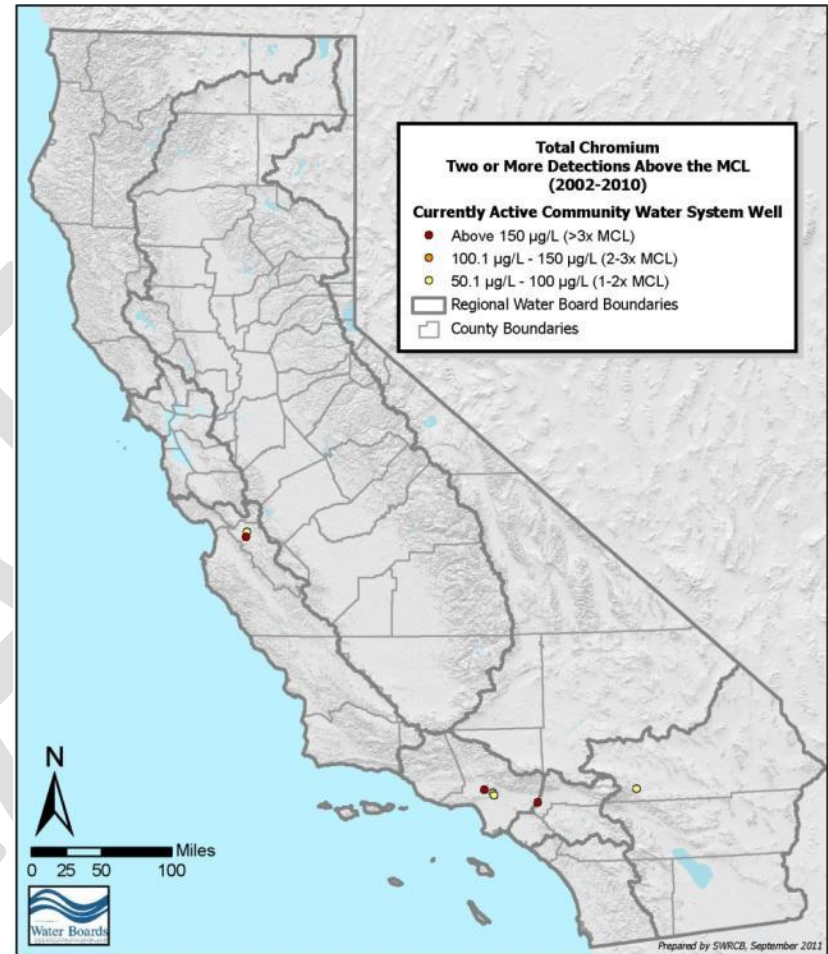 Total Chromium
Two or More Detections Above the MCL
(2002-2010)
Currently Active Community Water System Well
Above 150 µg/L (>3x MCL)
100.1 µg/L - 150 µg/L (2-3x MCL)
50.1 µg/L - 100 µg/L (1-2x MCL)
Regional Water Board Boundaries
County Boundaries
N
Miles
0 25 50 100
Water Boards
Prepared by SWRCB, September 2011